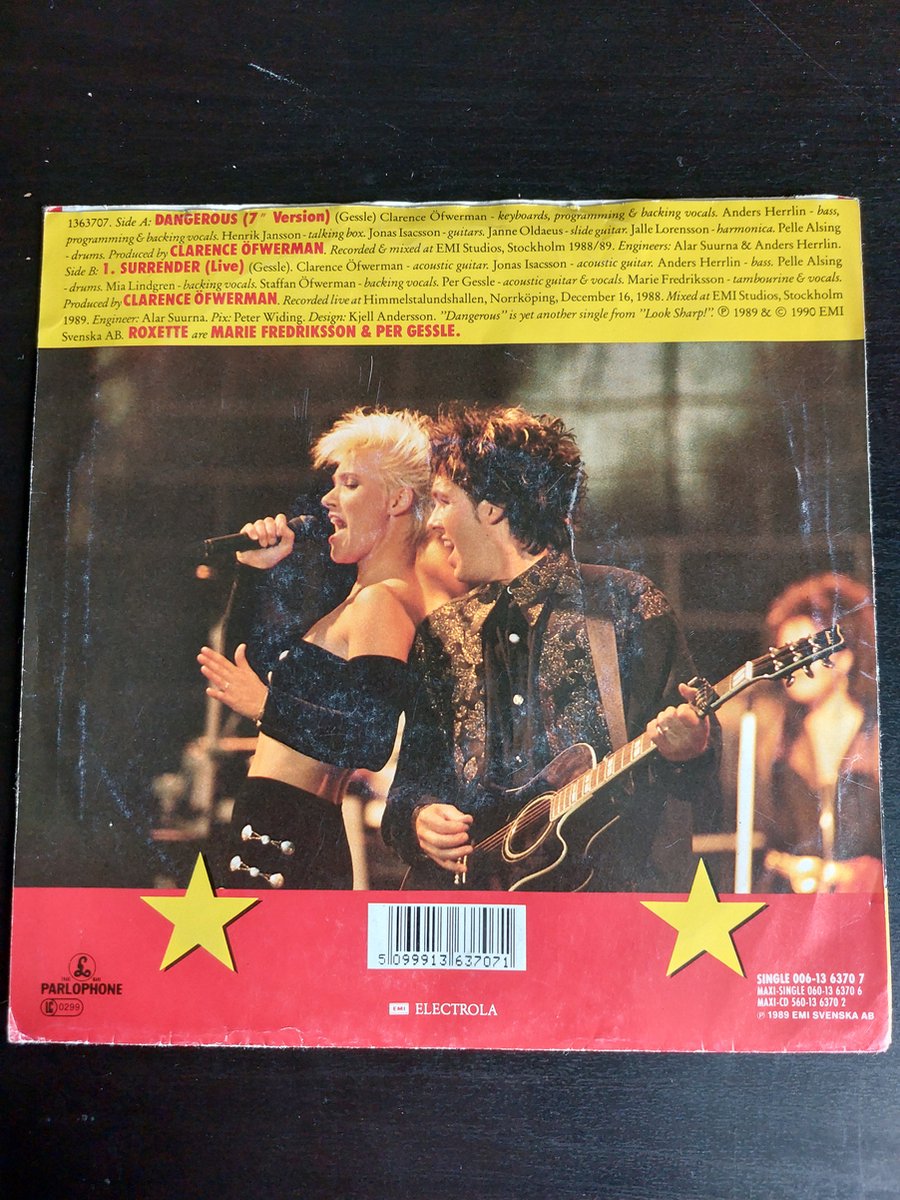 1363707. Side A: DANGEROUS (7" Version) (Gessle) Clarence Öfwerman - keyboards, programming & backing vocals. Anders Herrlin - bass,
programming & backing vocals. Henrik Jansson - talking box. Jonas Isacsson - guitars. Janne Oldaeus - slide guitar. Jalle Lorensson - harmonica. Pelle Alsing
- drums. Produced by CLARENCE ÖFWERMAN. Recorded & mixed at EMI Studios, Stockholm 1988/89. Engineers: Alar Suurna & Anders Herrlin.
Side B: 1. SURRENDER (Live) (Gessle). Clarence Öfwerman - acoustic guitar. Jonas Isacsson - el. guitar. Anders Herrlin - bass. Pelle Alsing
- drums. Mia Lindgren - backing vocals. Staffan Öfwerman - backing vocals. Per Gessle - acoustic guitar & vocals. Marie Fredriksson - tambourine & vocals.
Produced by CLARENCE ÖFWERMAN. Recorded live at Himmelstalundshallen, Norrköping, December 16, 1988. Mixed at EMI Studios, Stockholm
1989. Engineer: Alar Suurna. Pix: Peter Widing. Design: Kjell Andersson. "Dangerous" is yet another single from "Look Sharp!". ℗ 1989 & © 1990 EMI
Svenska AB. ROXETTE are MARIE FREDRIKSSON & PER GESSLE.
5 099913 637071
PARLOPHONE
LC 0299
EMI ELECTROLA
SINGLE 006-13 6370 7
MAXI-SINGLE 060-13 6370 6
MAXI-CD 560-13 6370 2
℗ 1989 EMI SVENSKA AB